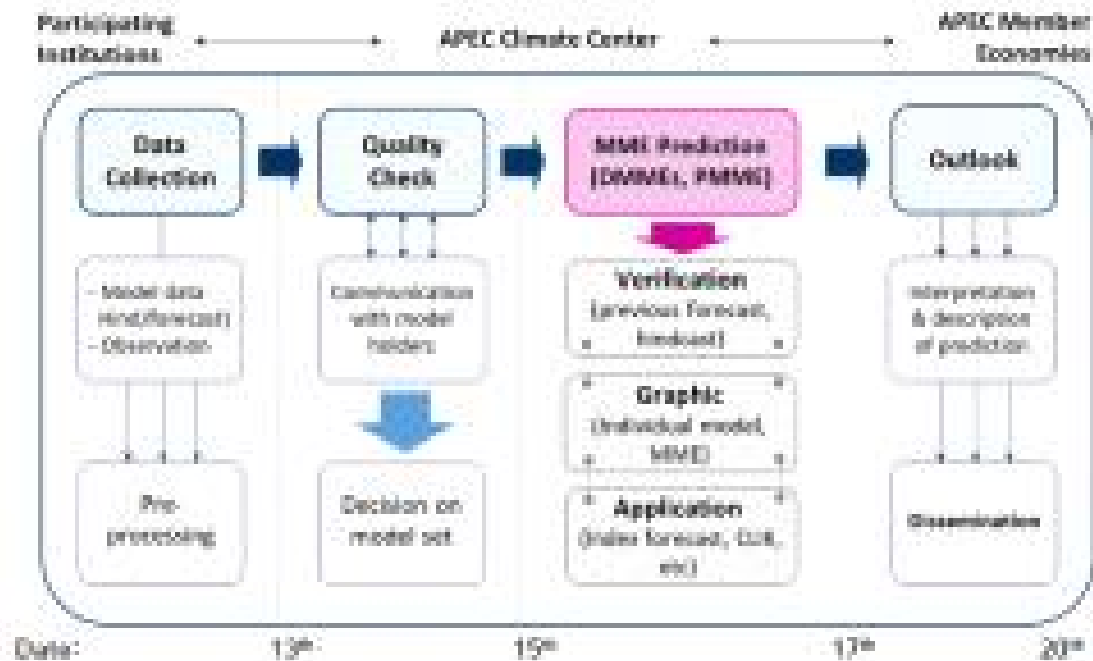 Participating
Institutions
APEC Climate Center
APEC Member
Economies
Data
Collection
Quality
Check
MME Prediction
(DMMEs, PMME)
Outlook
- Model data
Hind/forecast)
- Observation
Communication
with model
holders
Verification
(previous forecast,
hindcast)
Interpretation
& description
of prediction
Graphic
(Individual model,
MME)
Pre-
processing
Decision on
model set
Application
(Index forecast,
etc)
Dissemination
Date:
13th
15th
17th
20th